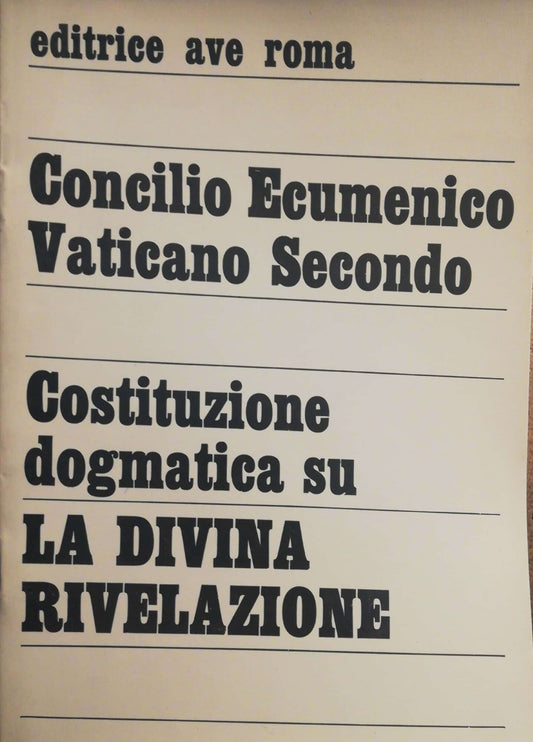 editrice ave roma
Concilio Ecumenico
Vaticano Secondo
Costituzione
dogmatica su
LA DIVINA
RIVELAZIONE